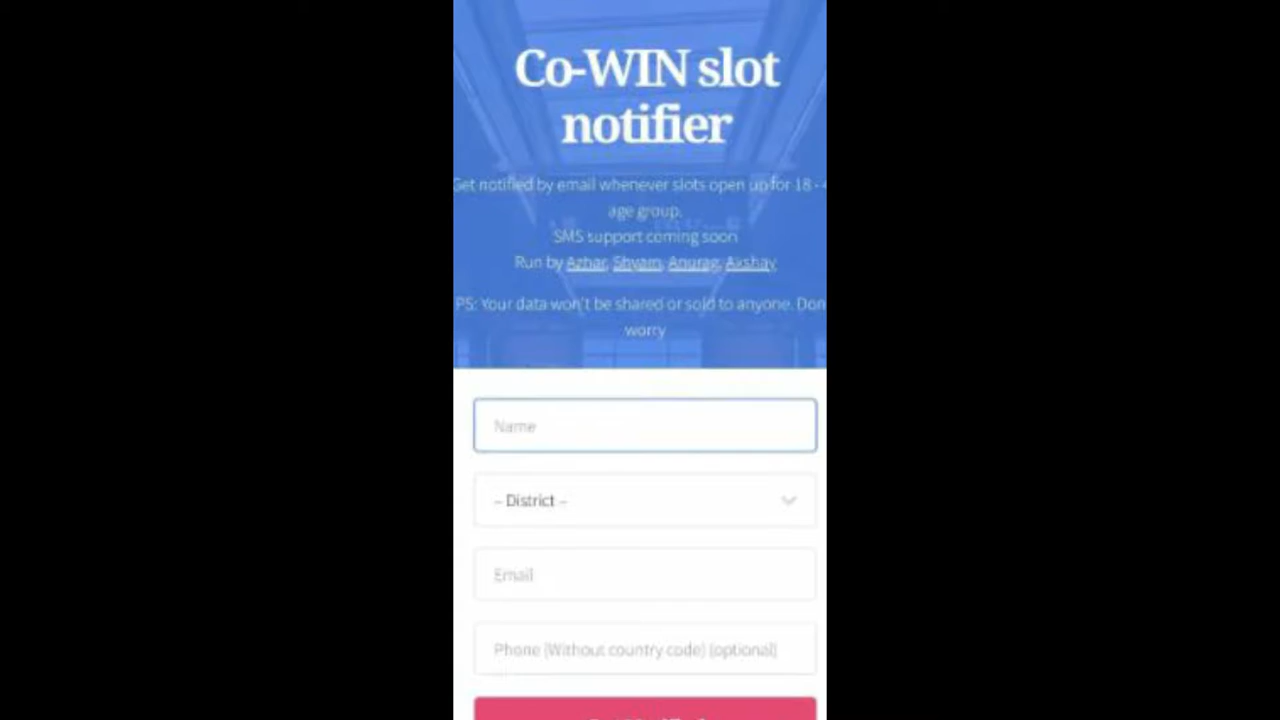 Co-WIN slot
notifier
Get notified by email whenever slots open up for 18 -
age group.
SMS support coming soon
Run by Azhar, Shyam, Anurag, Akshay
PS: Your data won't be shared or sold to anyone. Don
worry
Name
– District –
Email
Phone (Without country code) (optional)